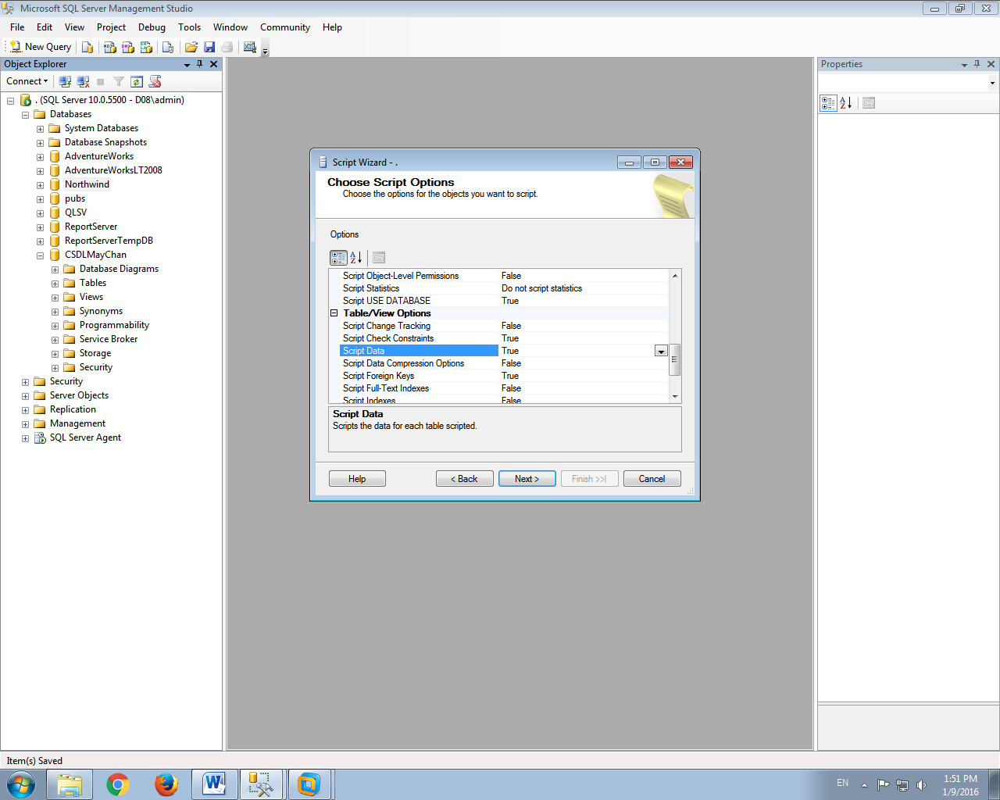 Microsoft SQL Server Management Studio
File Edit View Project Debug Tools Window Community Help
New Query
Object Explorer
Connect
. (SQL Server 10.0.5500 - D08\admin)
Databases
System Databases
Database Snapshots
AdventureWorks
AdventureWorksLT2008
Northwind
pubs
QLSV
ReportServer
ReportServerTempDB
CSDLMayChan
Database Diagrams
Tables
Views
Synonyms
Programmability
Service Broker
Storage
Security
Security
Server Objects
Replication
Management
SQL Server Agent
Script Wizard - .
Choose Script Options
Choose the options for the objects you want to script.
Options
Script Object-Level Permissions False
Script Statistics Do not script statistics
Script USE DATABASE True
Table/View Options
Script Change Tracking False
Script Check Constraints True
Script Data True
Script Data Compression Options False
Script Foreign Keys True
Script Full-Text Indexes False
Script Indexes False
Script Data
Scripts the data for each table scripted.
Help < Back Next > Finish >>| Cancel
Properties
Item(s) Saved
EN
1:51 PM
1/9/2016